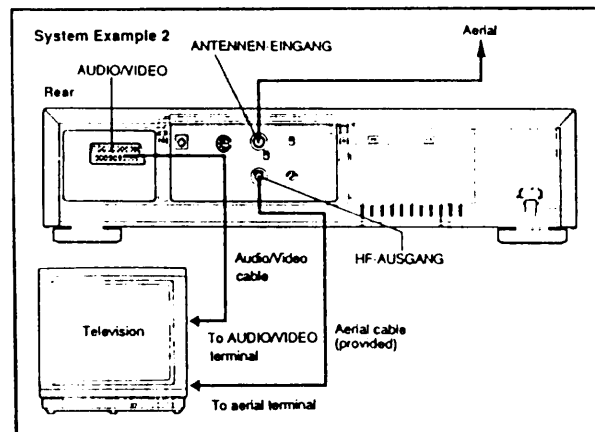 System Example 2
ANTENNEN-EINGANG
Aerial
AUDIO/VIDEO
Rear
Audio/Video
cable
HF-AUSGANG
Television
To AUDIO/VIDEO
terminal
Aerial cable
(provided)
To aerial terminal